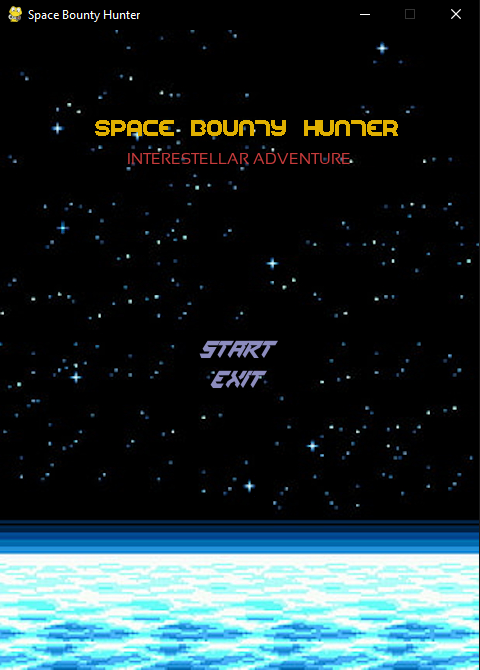 Space Bounty Hunter
SPACE BOUNTY HUNTER
INTERESTELLAR ADVENTURE
START
EXIT